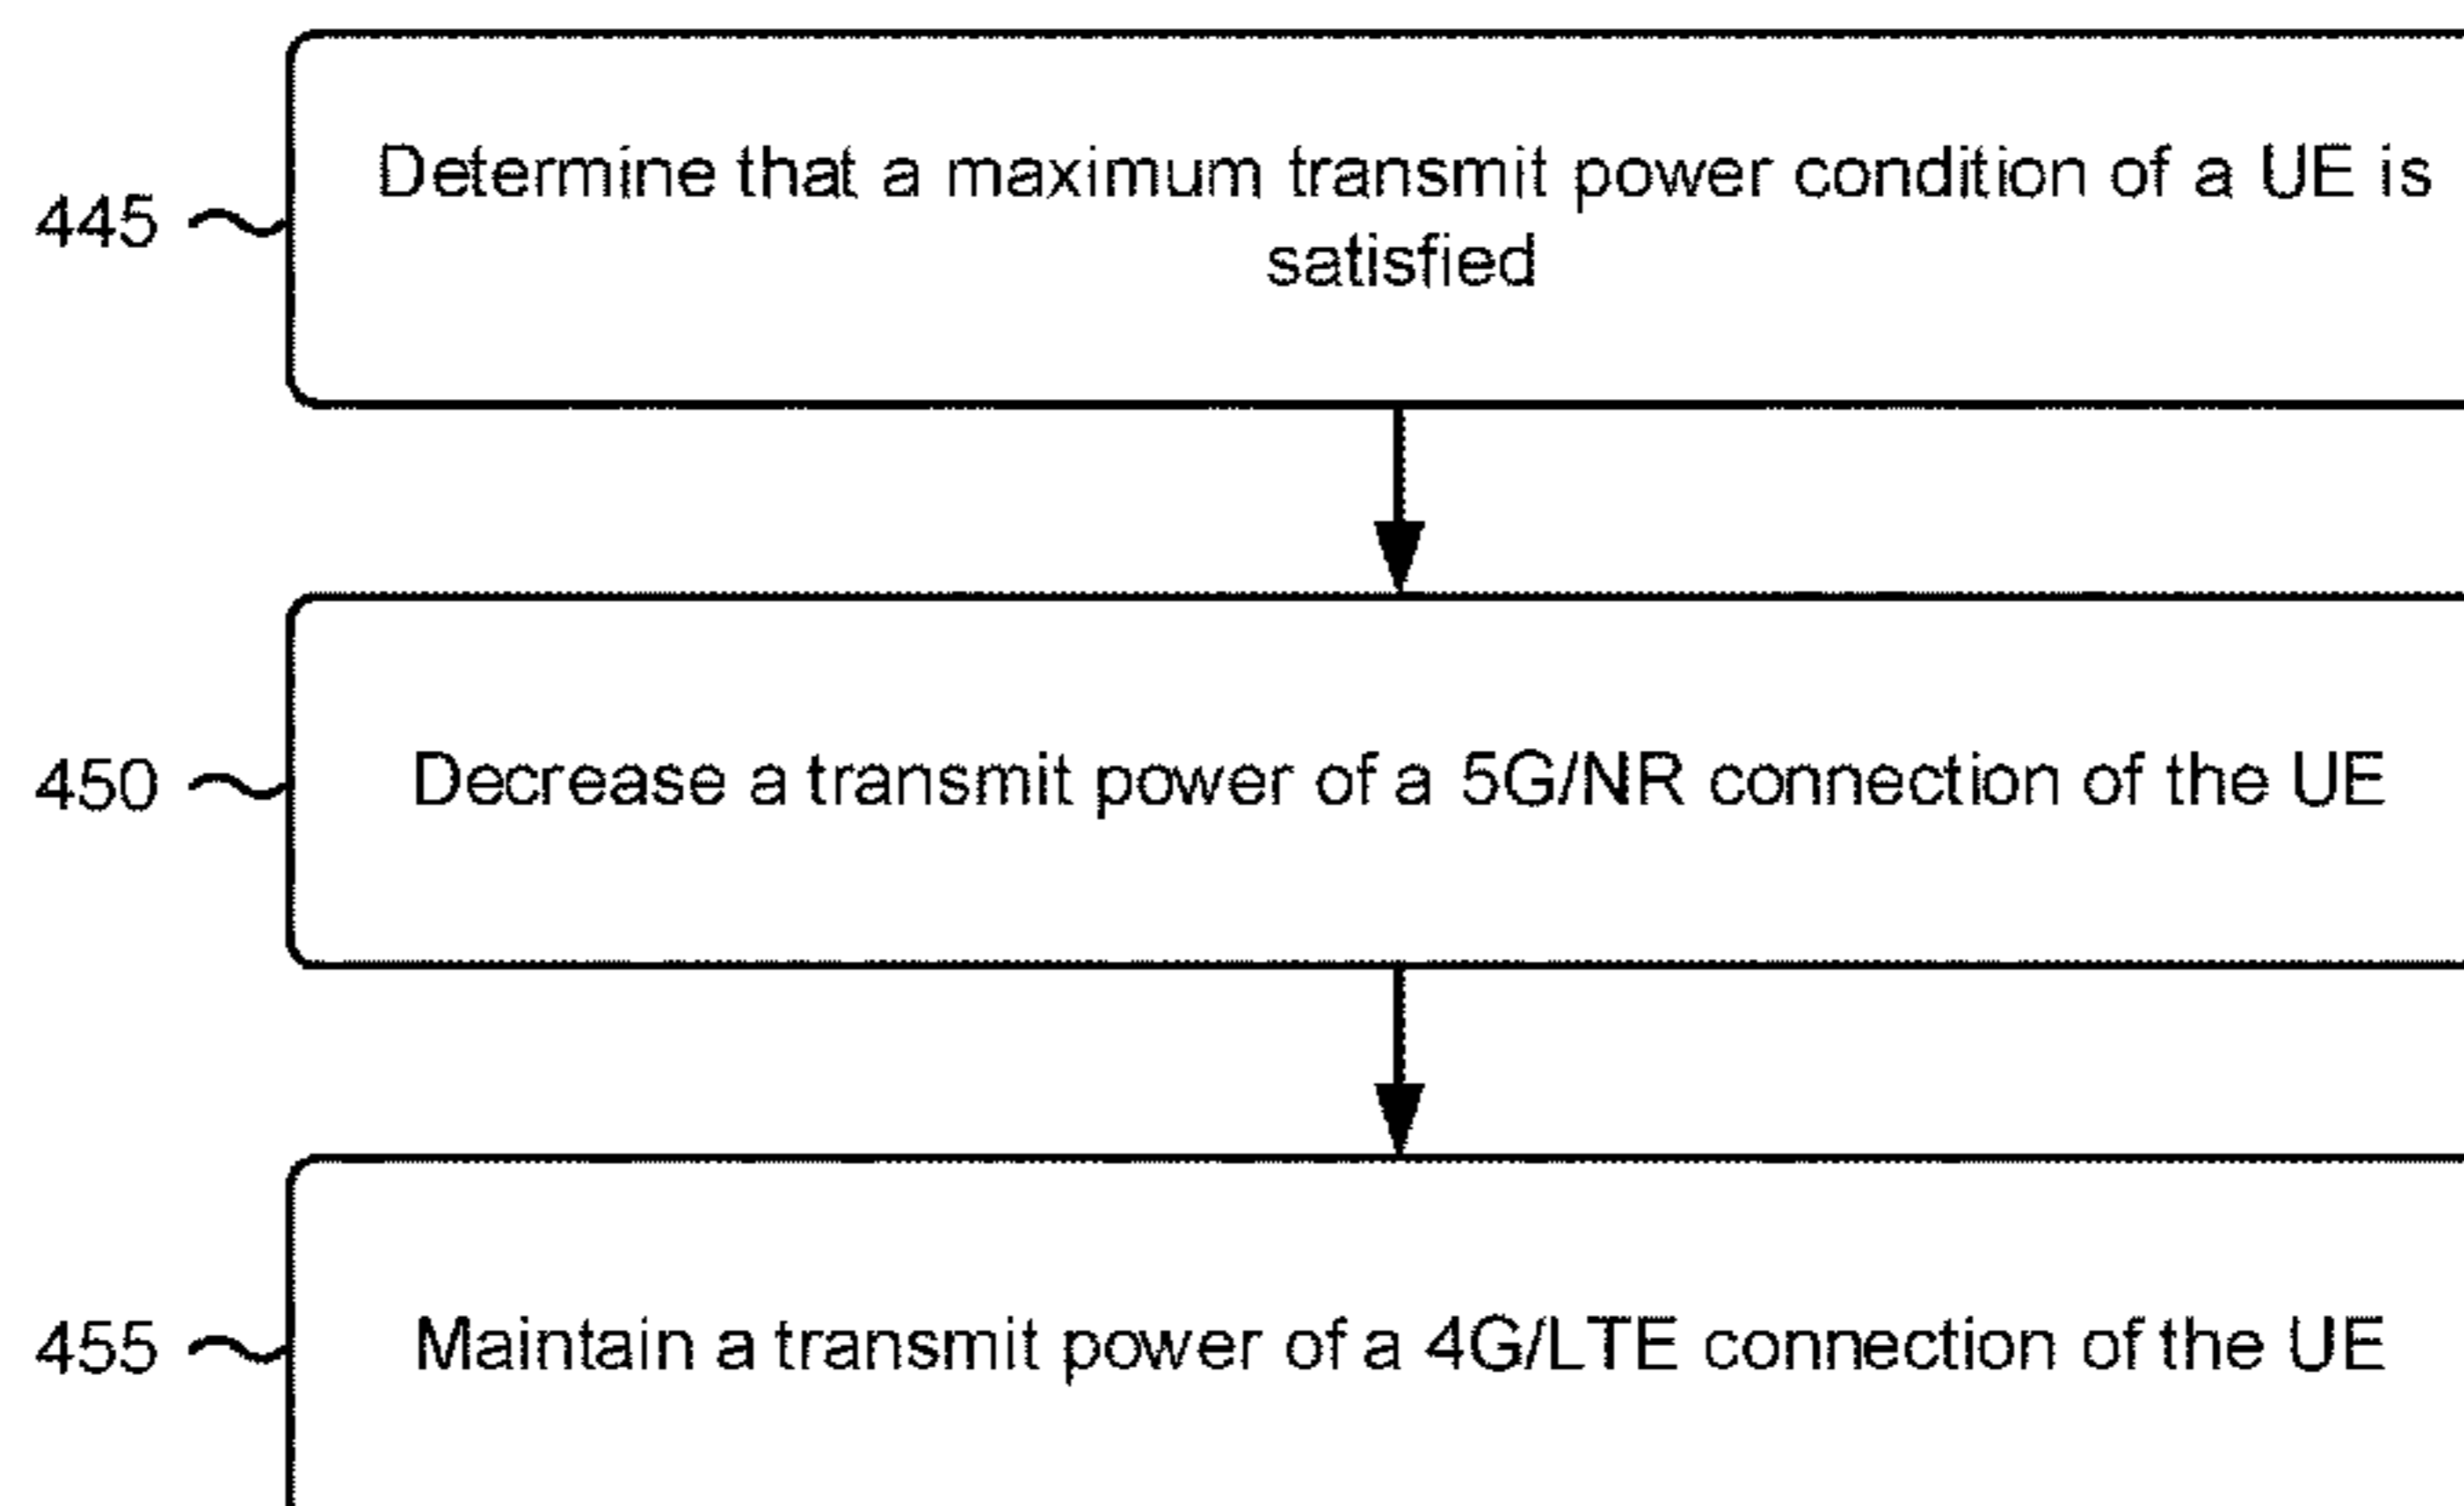 445
Determine that a maximum transmit power condition of a UE is
satisfied
450
Decrease a transmit power of a 5G/NR connection of the UE
455
Maintain a transmit power of a 4G/LTE connection of the UE